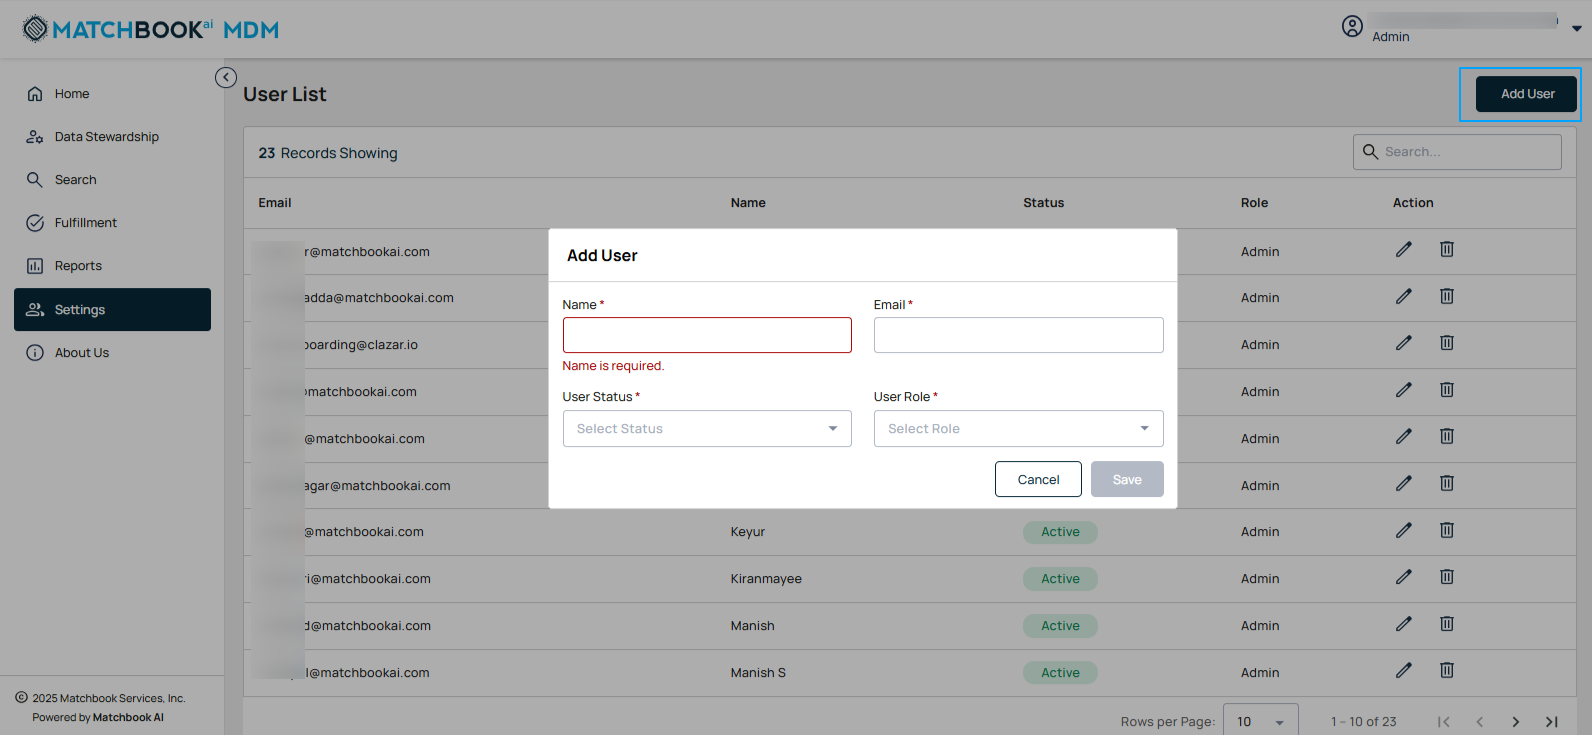 MATCHBOOK ai MDM
Admin
Home
Data Stewardship
Search
Fulfillment
Reports
Settings
About Us
© 2025 Matchbook Services, Inc.
Powered by Matchbook AI
User List
Add User
23 Records Showing
Search...
Email Name Status Role Action
r@matchbookai.com Admin
adda@matchbookai.com Admin
oarding@clazar.io Admin
matchbookai.com Admin
@matchbookai.com Admin
agar@matchbookai.com Admin
@matchbookai.com Keyur Active Admin
ri@matchbookai.com Kiranmayee Active Admin
d@matchbookai.com Manish Active Admin
l@matchbookai.com Manish S Active Admin
Rows per Page: 10 1 - 10 of 23
Add User
Name * Email *
Name is required.
User Status * User Role *
Select Status Select Role
Cancel Save